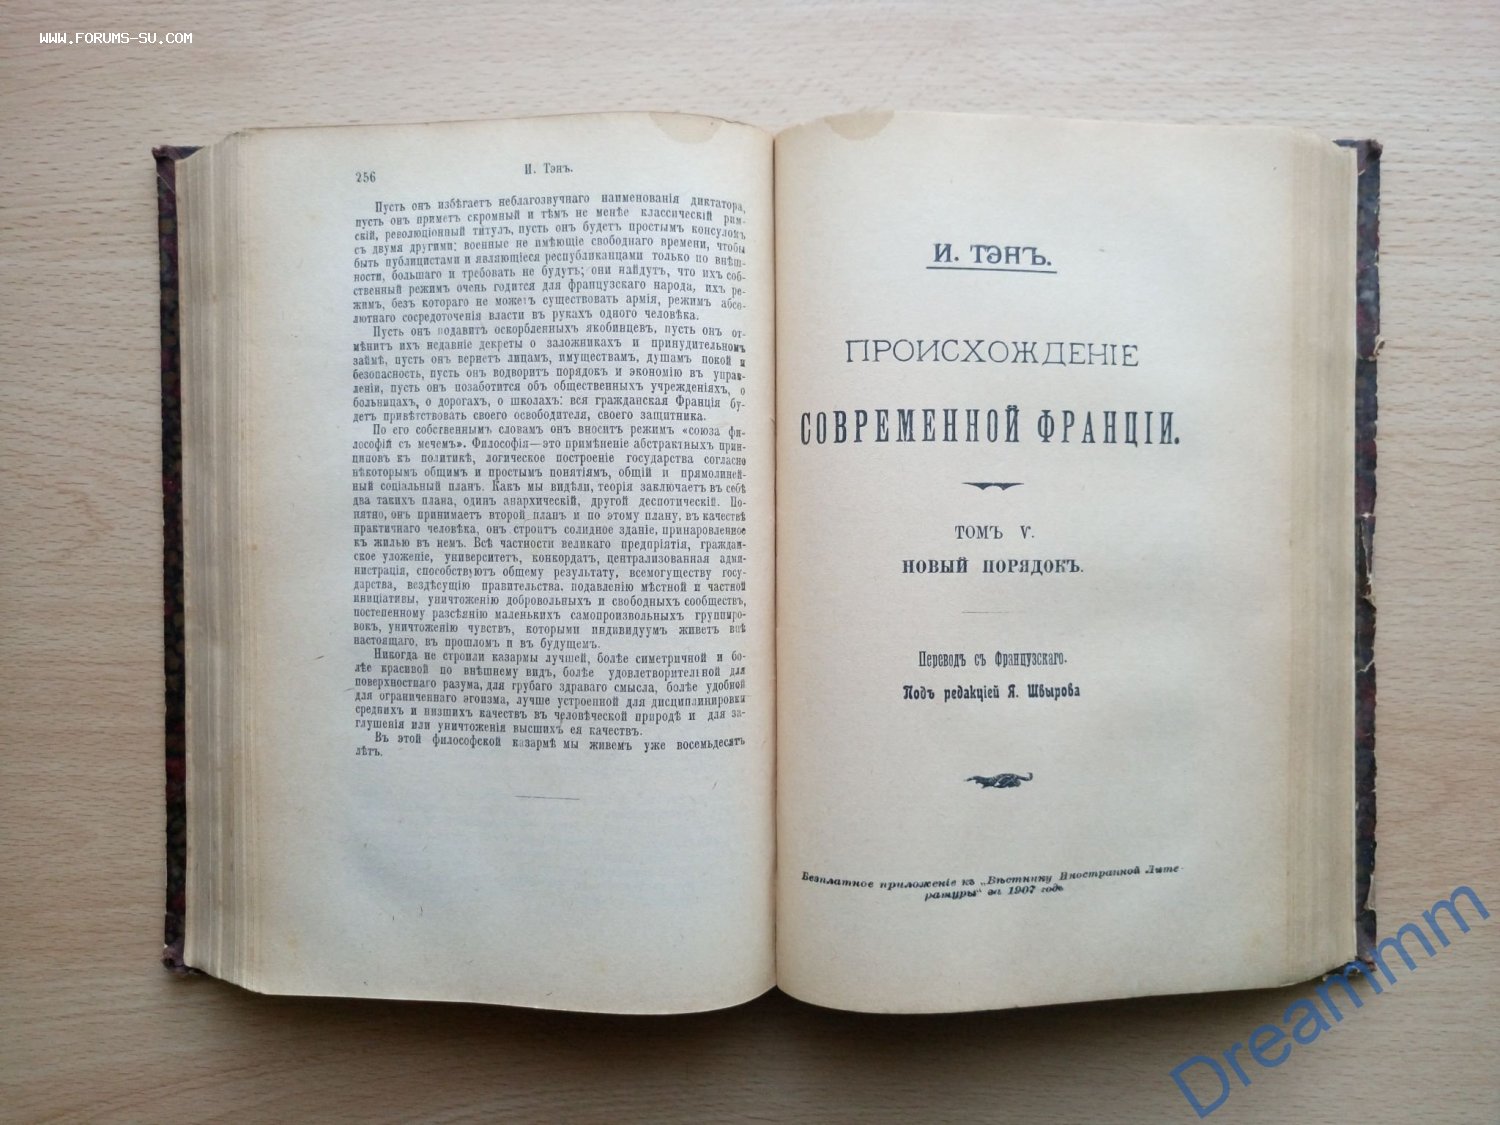 WWW.FORUMS-SU.COM
256
И. Тэнъ.
Пусть онъ избѣгаетъ неблагозвучнаго наименованія диктатора,
пусть онъ приметъ скромный и тѣмъ не менѣе классическій рим-
скій, революціонный титулъ, пусть онъ будетъ простымъ консуломъ
съ двумя другими: военные не имѣющіе свободнаго времени, чтобы
быть публицистами и являющіеся республиканцами только по внѣш-
ности, большаго и требовать не будутъ; они найдутъ, что ихъ соб-
ственный режимъ очень годится для французскаго народа, ихъ ре-
жимъ, безъ котораго не можетъ существовать армія, режимъ абсо-
лютнаго сосредоточенія власти въ рукахъ одного человѣка.
Пусть онъ подавитъ оскорбленныхъ якобинцевъ, пусть онъ от-
мѣнитъ ихъ недавніе декреты о заложникахъ и принудительномъ
займѣ, пусть онъ вернетъ лицамъ, имуществамъ, душамъ покой и
безопасность, пусть онъ водворитъ порядокъ и экономію въ управ-
леніи, пусть онъ позаботится объ общественныхъ учрежденіяхъ, о
больницахъ, о дорогахъ, о школахъ: вся гражданская Франція бу-
детъ привѣтствовать своего освободителя, своего защитника.
По его собственнымъ словамъ онъ вноситъ режимъ «союза фи-
лософій съ мечемъ». Философія—это примѣненіе абстрактныхъ прин-
циповъ къ политикѣ, логическое построеніе государства согласно
нѣкоторымъ общимъ и простымъ понятіямъ, общій и прямолиней-
ный соціальный планъ. Какъ мы видѣли, теорія заключаетъ въ себѣ
два такихъ плана, одинъ анархическій, другой деспотическій. По-
нятно, онъ принимаетъ второй планъ и по этому плану, въ качествѣ
практичнаго человѣка, онъ строитъ солидное зданіе, принаровленное
къ жилью въ немъ. Всѣ частности великаго предпріятія, граждан-
ское уложеніе, университетъ, конкордатъ, централизованная адми-
нистрація, способствуютъ общему результату, всемогуществу госу-
дарства, вездѣсущію правительства, подавленію мѣстной и частной
иниціативы, уничтоженію добровольныхъ и свободныхъ сообществъ,
постепенному разсѣянію маленькихъ самопроизвольныхъ группиро-
вокъ, уничтоженію чувствъ, которыми индивидуумъ живетъ внѣ
настоящаго, въ прошломъ и въ будущемъ.
Никогда не строили казармы лучшей, болѣе симетричной и бо-
лѣе красивой по внѣшному видъ, болѣе удовлетворительной для
поверхностнаго разума, для грубаго здраваго смысла, болѣе удобной
для ограниченнаго эгоизма, лучше устроенной для дисциплинировки
среднихъ и низшихъ качествъ въ человѣческой природѣ и для за-
глушенія или уничтоженія высшихъ ея качествъ.
Въ этой философской казармѣ мы живемъ уже восемьдесятъ
лѣтъ.
И. ТЭНЪ.
ПРОИСХОЖДЕНІЕ
СОВРЕМЕННОЙ ФРАНЦІИ.
ТОМЪ V.
НОВЫЙ ПОРЯДОКЪ.
Переводъ съ Французскаго.
Подъ редакціей Я. Швырова
Безплатное приложеніе къ „Вѣстнику Иностранной Лите-
ратуры" за 1907 годъ
Dreammm